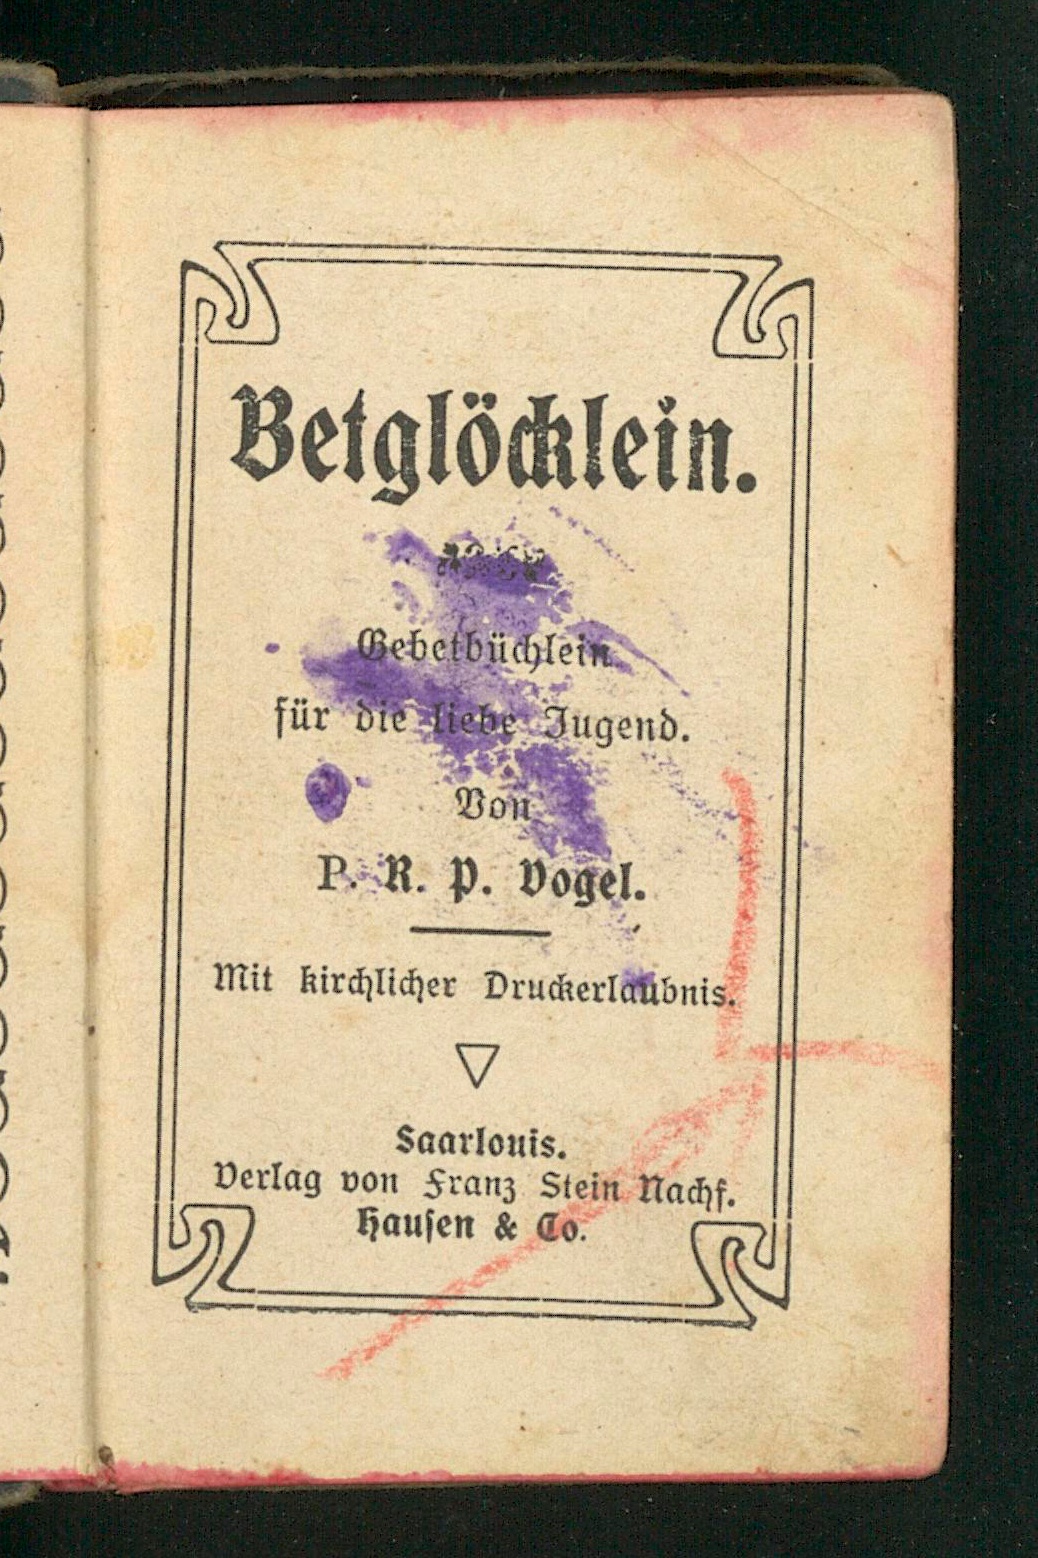 Betglöcklein.
Gebetbüchlein
für die liebe Jugend.
Von
P. R. P. Vogel.
Mit kirchlicher Druckerlaubnis.
Saarlouis.
Verlag von Franz Stein Nachf.
Hausen & Co.